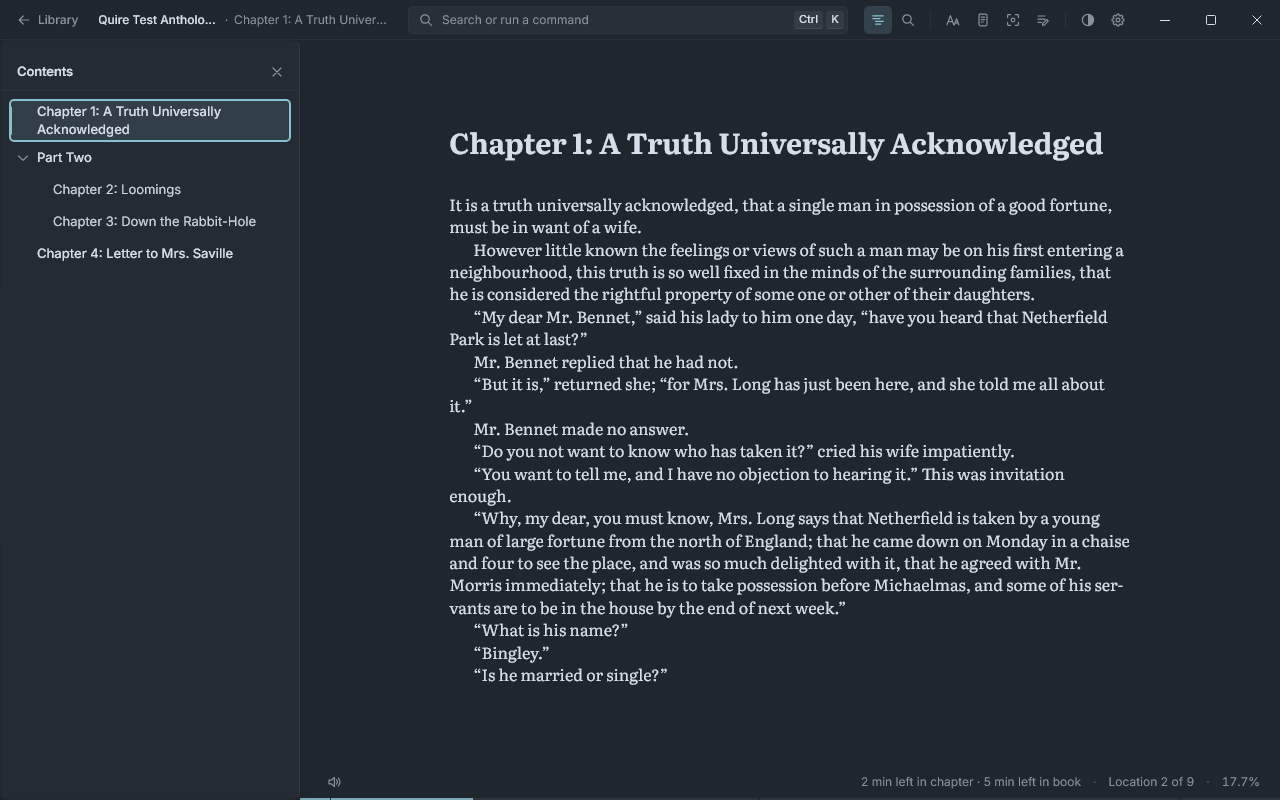 Library
Quire Test Antholo... · Chapter 1: A Truth Univer...
Search or run a command
Ctrl K
Contents
Chapter 1: A Truth Universally
Acknowledged
Part Two
Chapter 2: Loomings
Chapter 3: Down the Rabbit-Hole
Chapter 4: Letter to Mrs. Saville
Chapter 1: A Truth Universally Acknowledged
It is a truth universally acknowledged, that a single man in possession of a good fortune,
must be in want of a wife.
However little known the feelings or views of such a man may be on his first entering a
neighbourhood, this truth is so well fixed in the minds of the surrounding families, that
he is considered the rightful property of some one or other of their daughters.
“My dear Mr. Bennet,” said his lady to him one day, “have you heard that Netherfield
Park is let at last?”
Mr. Bennet replied that he had not.
“But it is,” returned she; “for Mrs. Long has just been here, and she told me all about
it.”
Mr. Bennet made no answer.
“Do you not want to know who has taken it?” cried his wife impatiently.
“You want to tell me, and I have no objection to hearing it.” This was invitation
enough.
“Why, my dear, you must know, Mrs. Long says that Netherfield is taken by a young
man of large fortune from the north of England; that he came down on Monday in a chaise
and four to see the place, and was so much delighted with it, that he agreed with Mr.
Morris immediately; that he is to take possession before Michaelmas, and some of his ser-
vants are to be in the house by the end of next week.”
“What is his name?”
“Bingley.”
“Is he married or single?”
2 min left in chapter · 5 min left in book · Location 2 of 9 · 17.7%